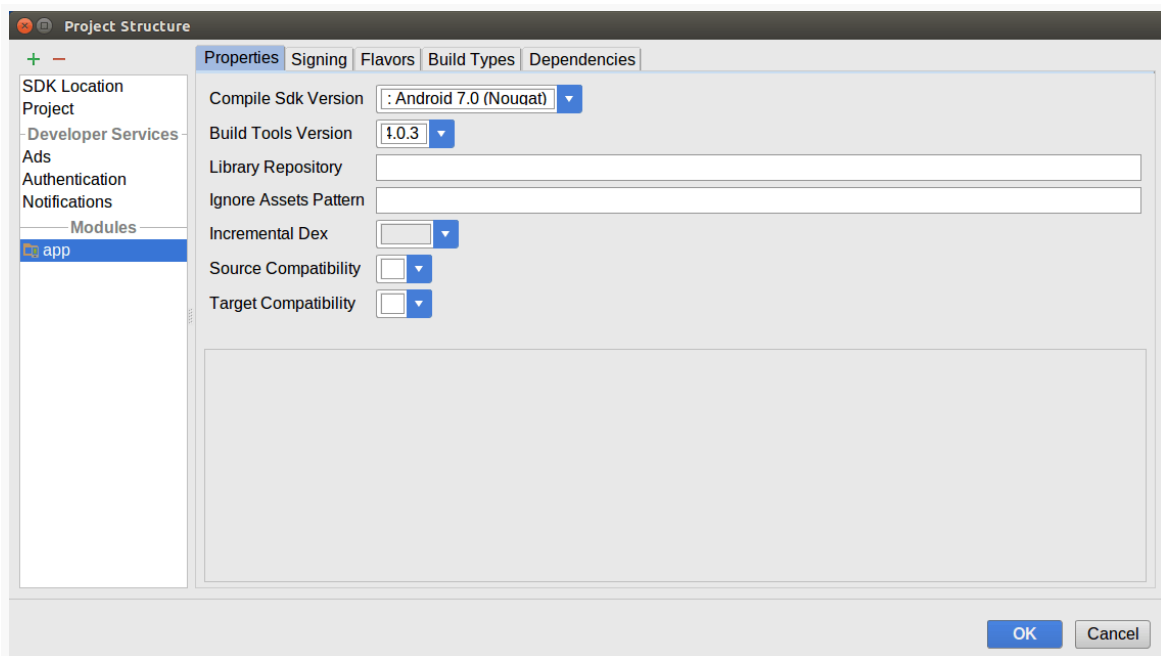 Project Structure
+ −
SDK Location
Project
Developer Services
Ads
Authentication
Notifications
Modules
app
Properties Signing Flavors Build Types Dependencies
Compile Sdk Version : Android 7.0 (Nougat)
Build Tools Version .0.3
Library Repository
Ignore Assets Pattern
Incremental Dex
Source Compatibility
Target Compatibility
OK Cancel